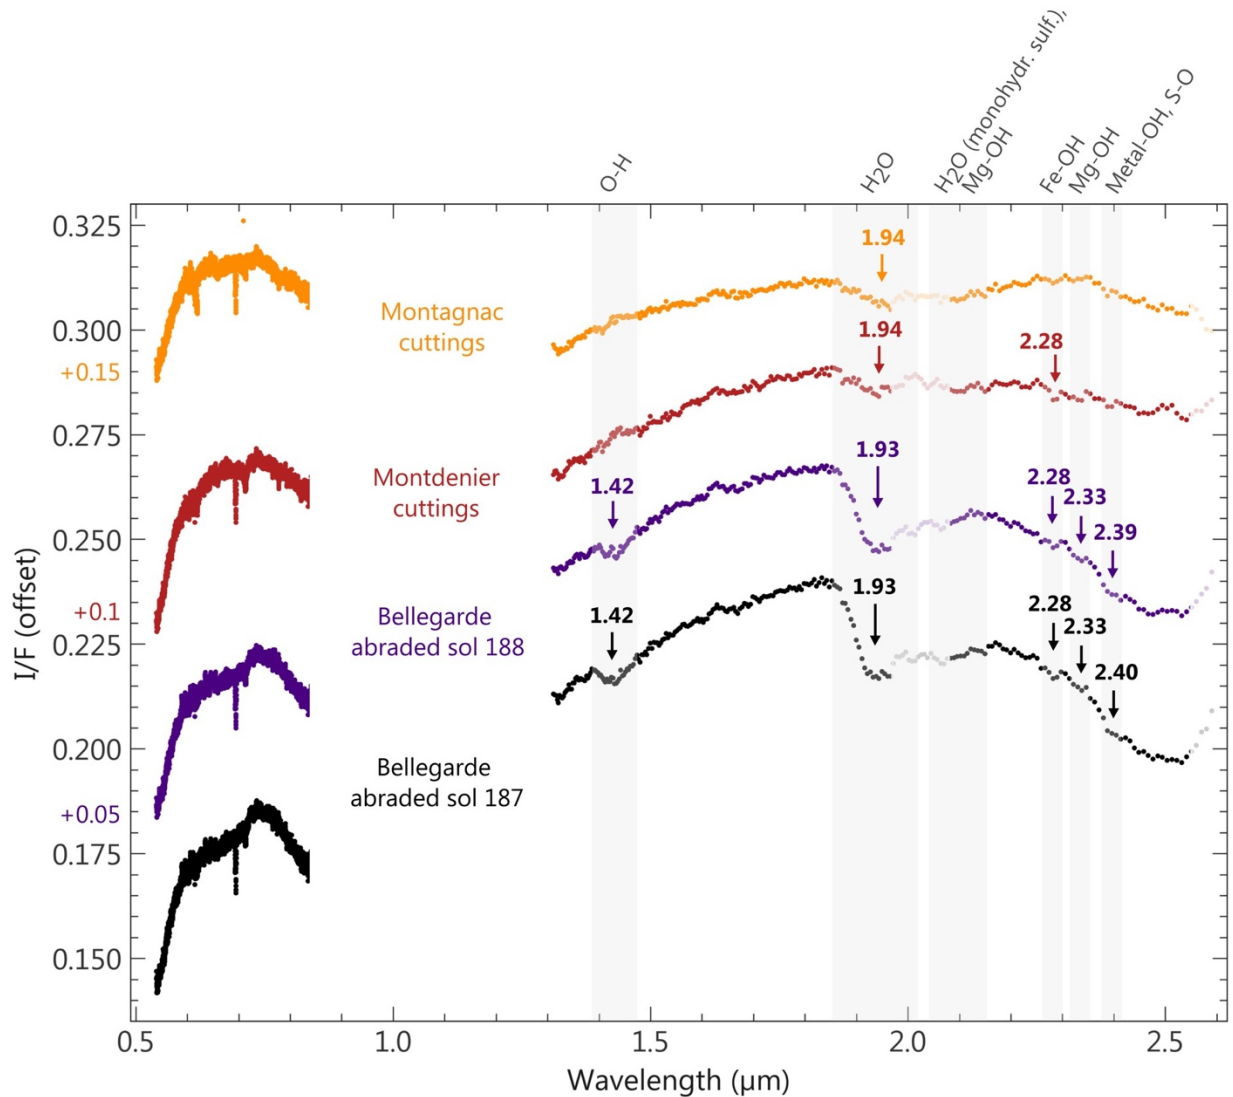 O-H
H2O
H2O (monohydr. sulf.),
Mg-OH
Fe-OH
Mg-OH
Metal-OH, S-O
0.325
0.300
+0.15
0.275
0.250
+0.1
0.225
0.200
+0.05
0.175
0.150
I/F (offset)
Montagnac
cuttings
1.94
Montdenier
cuttings
1.94
2.28
Bellegarde
abraded sol 188
1.42
1.93
2.28
2.33
2.39
Bellegarde
abraded sol 187
1.42
1.93
2.28
2.33
2.40
0.5
1.0
1.5
2.0
2.5
Wavelength (μm)